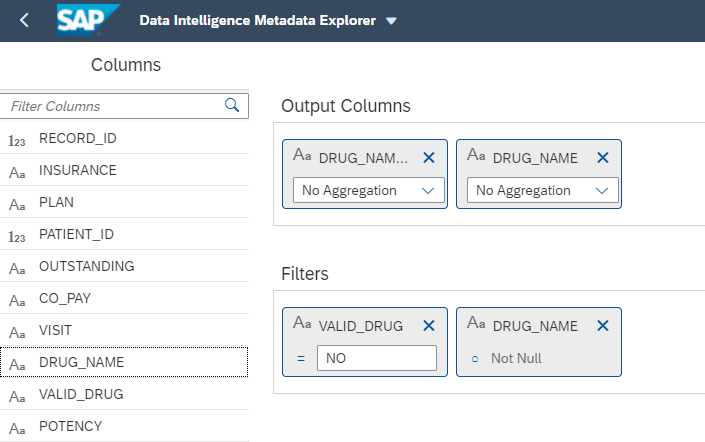 SAP Data Intelligence Metadata Explorer
Columns
Filter Columns
123 RECORD_ID
Aa INSURANCE
Aa PLAN
123 PATIENT_ID
Aa OUTSTANDING
Aa CO_PAY
Aa VISIT
Aa DRUG_NAME
Aa VALID_DRUG
Aa POTENCY
Output Columns
Aa DRUG_NAM... Aa DRUG_NAME
No Aggregation No Aggregation
Filters
Aa VALID_DRUG Aa DRUG_NAME
= NO Not Null